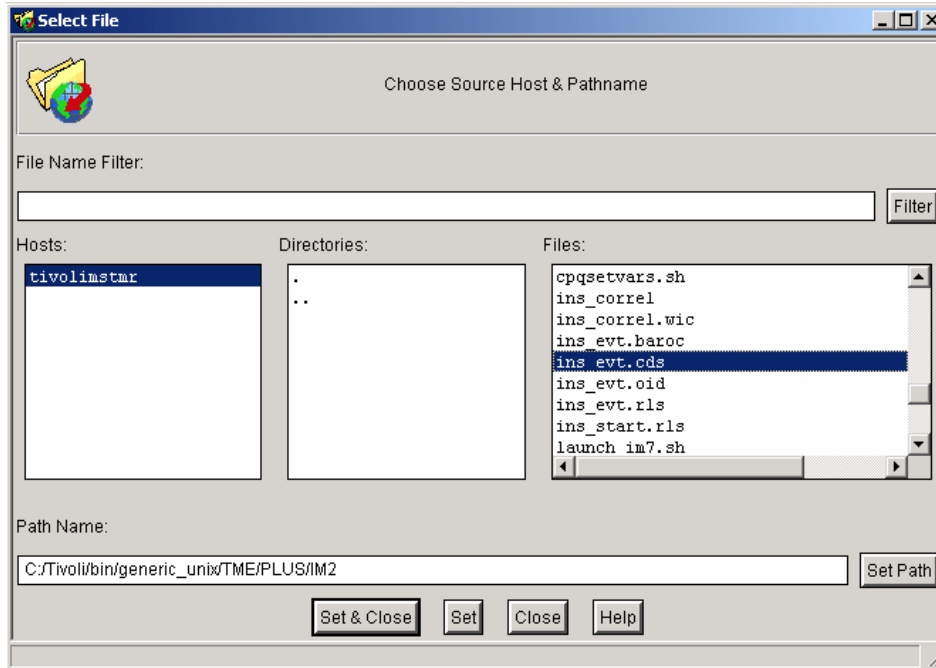 Select File
Choose Source Host & Pathname
File Name Filter:
Filter
Hosts:
Directories:
Files:
tivolimstmr
.
..
cpqsetvars.sh
ins_correl
ins_correl.wic
ins_evt.baroc
ins_evt.cds
ins_evt.oid
ins_evt.rls
ins_start.rls
launch_im7.sh
Path Name:
C:/Tivoli/bin/generic_unix/TME/PLUS/IM2
Set Path
Set & Close
Set
Close
Help